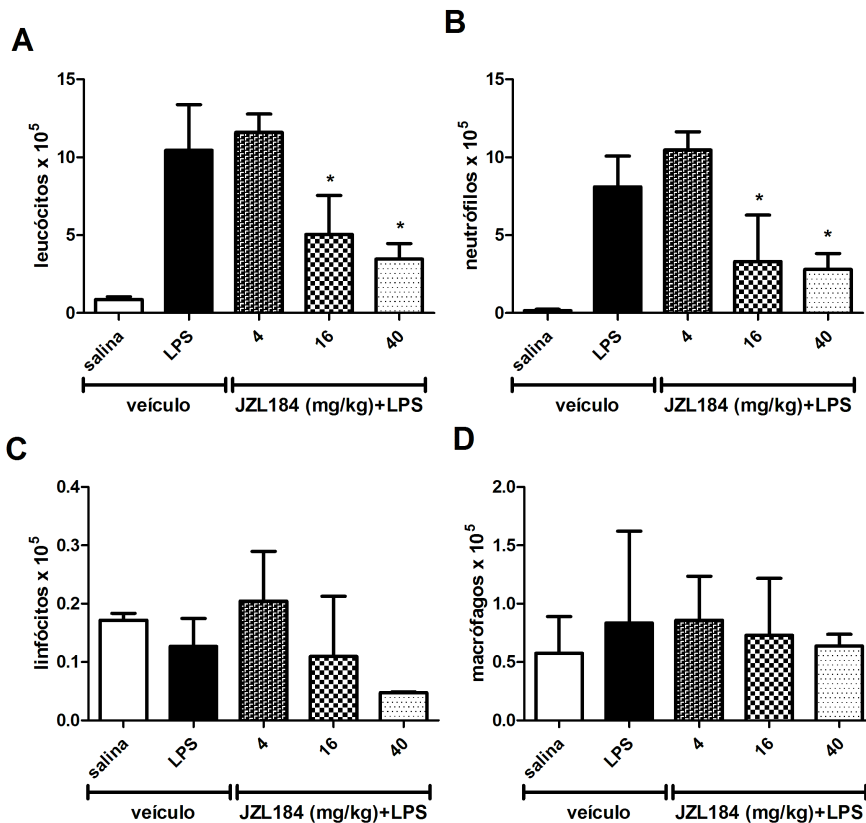 A
leucócitos x 10⁵
15
10
5
0
*
*
salina
LPS
4
16
40
veículo
JZL184 (mg/kg)+LPS
B
neutrófilos x 10⁵
15
10
5
0
*
*
salina
LPS
4
16
40
veículo
JZL184 (mg/kg)+LPS
C
linfócitos x 10⁵
0.4
0.3
0.2
0.1
0.0
salina
LPS
4
16
40
veículo
JZL184 (mg/kg)+LPS
D
macrófagos x 10⁵
2.0
1.5
1.0
0.5
0.0
salina
LPS
4
16
40
veículo
JZL184 (mg/kg)+LPS